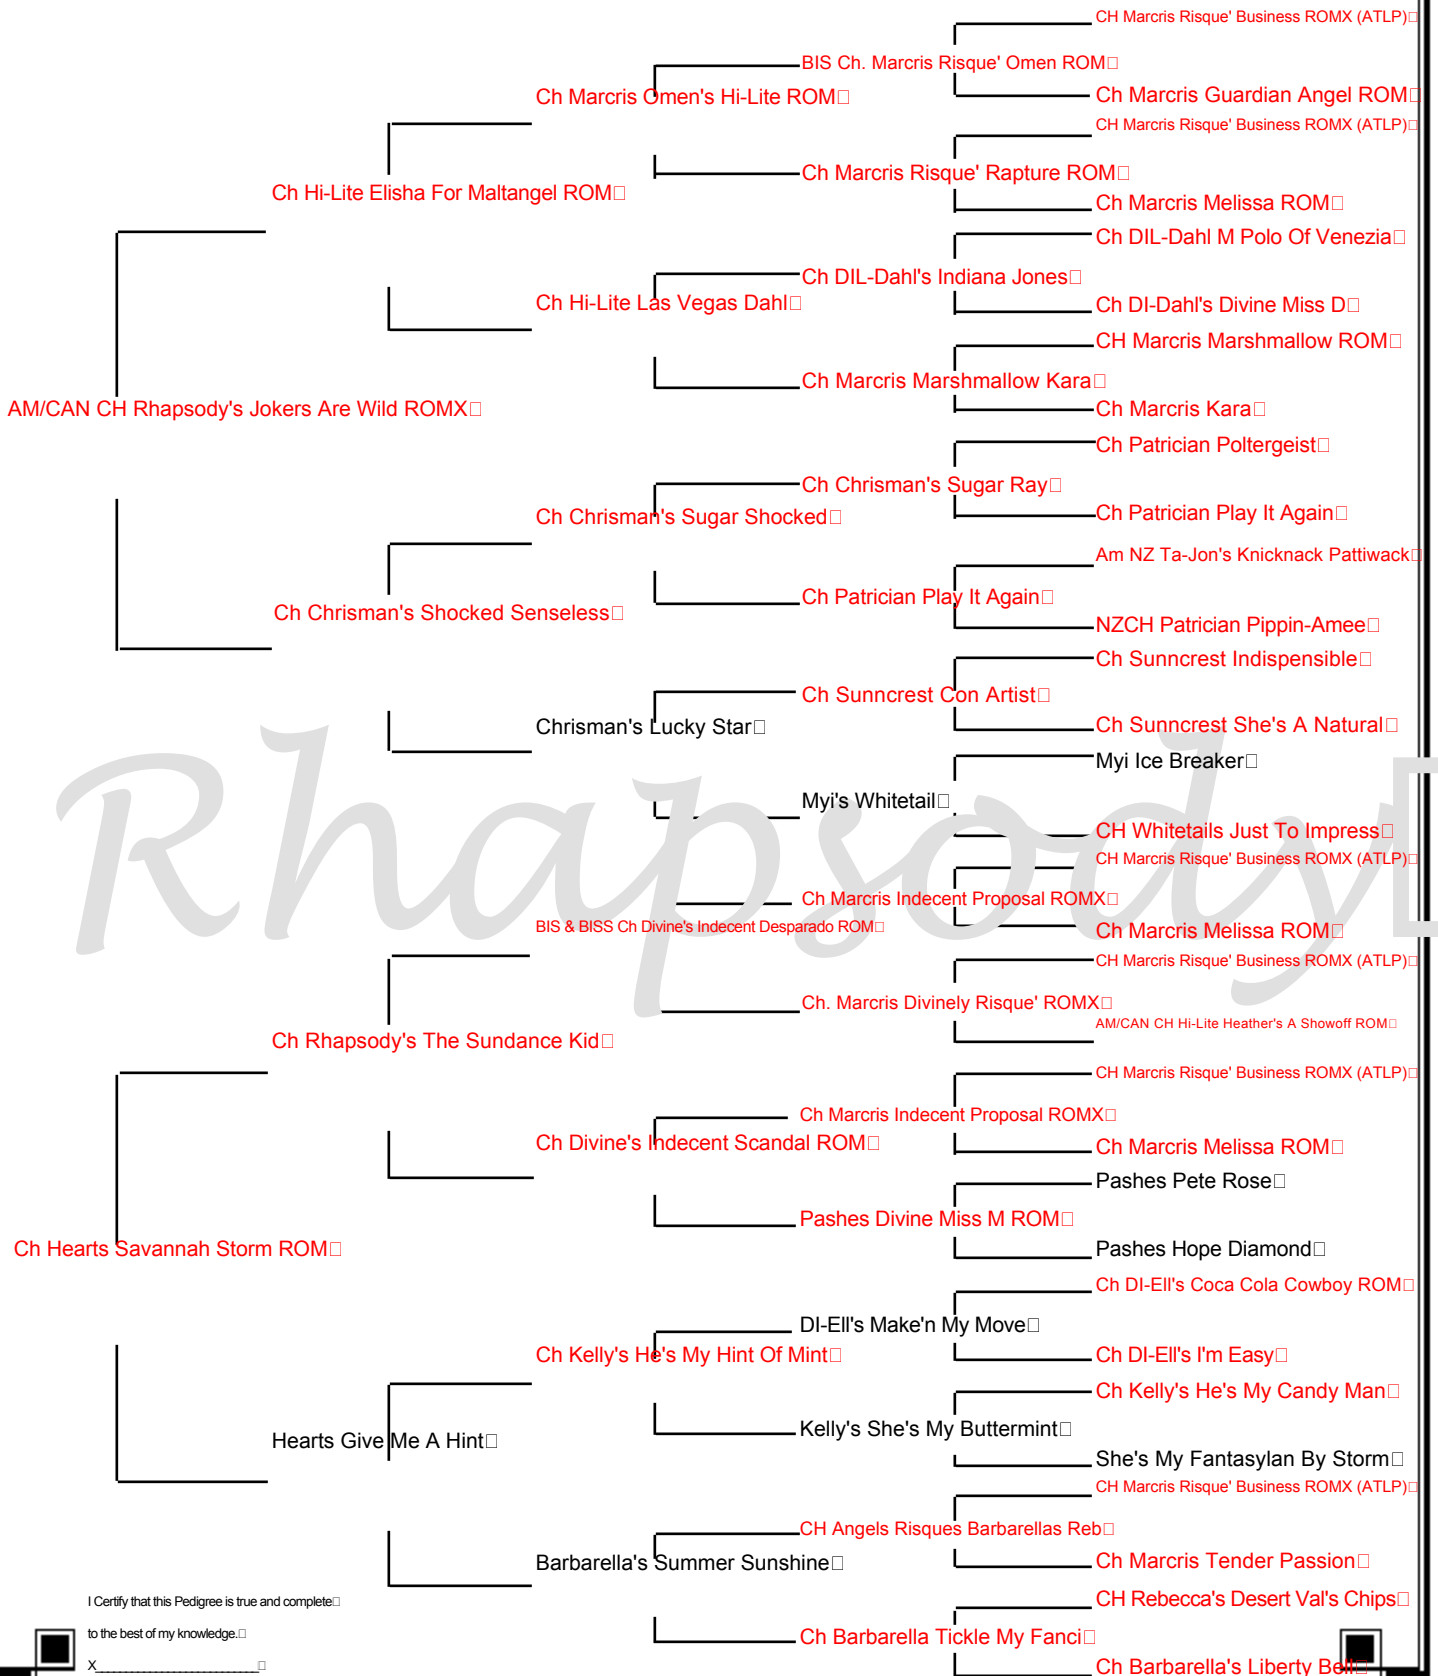 CH Marcris Risque' Business ROMX (ATLP)
BIS Ch. Marcris Risque' Omen ROM
Ch Marcris Omen's Hi-Lite ROM
Ch Marcris Guardian Angel ROM
CH Marcris Risque' Business ROMX (ATLP)
Ch Marcris Risque' Rapture ROM
Ch Hi-Lite Elisha For Maltangel ROM
Ch Marcris Melissa ROM
Ch DIL-Dahl M Polo Of Venezia
Ch DIL-Dahl's Indiana Jones
Ch Hi-Lite Las Vegas Dahl
Ch DI-Dahl's Divine Miss D
CH Marcris Marshmallow ROM
Ch Marcris Marshmallow Kara
AM/CAN CH Rhapsody's Jokers Are Wild ROMX
Ch Marcris Kara
Ch Patrician Poltergeist
Ch Chrisman's Sugar Ray
Ch Chrisman's Sugar Shocked
Ch Patrician Play It Again
Am NZ Ta-Jon's Knicknack Pattiwack
Ch Patrician Play It Again
Ch Chrisman's Shocked Senseless
NZCH Patrician Pippin-Amee
Ch Sunncrest Indispensible
Ch Sunncrest Con Artist
Chrisman's Lucky Star
Ch Sunncrest She's A Natural
Myi Ice Breaker
Myi's Whitetail
CH Whitetails Just To Impress
Rhapsody
CH Marcris Risque' Business ROMX (ATLP)
Ch Marcris Indecent Proposal ROMX
BIS & BISS Ch Divine's Indecent Desparado ROM
Ch Marcris Melissa ROM
CH Marcris Risque' Business ROMX (ATLP)
Ch. Marcris Divinely Risque' ROMX
AM/CAN CH Hi-Lite Heather's A Showoff ROM
Ch Rhapsody's The Sundance Kid
CH Marcris Risque' Business ROMX (ATLP)
Ch Marcris Indecent Proposal ROMX
Ch Divine's Indecent Scandal ROM
Ch Marcris Melissa ROM
Pashes Pete Rose
Pashes Divine Miss M ROM
Ch Hearts Savannah Storm ROM
Pashes Hope Diamond
Ch DI-Ell's Coca Cola Cowboy ROM
DI-Ell's Make'n My Move
Ch Kelly's He's My Hint Of Mint
Ch DI-Ell's I'm Easy
Ch Kelly's He's My Candy Man
Kelly's She's My Buttermint
Hearts Give Me A Hint
She's My Fantasylan By Storm
CH Marcris Risque' Business ROMX (ATLP)
CH Angels Risques Barbarellas Reb
Barbarella's Summer Sunshine
Ch Marcris Tender Passion
CH Rebecca's Desert Val's Chips
Ch Barbarella Tickle My Fanci
Ch Barbarella's Liberty Bell
I Certify that this Pedigree is true and complete
to the best of my knowledge.
X___________________________